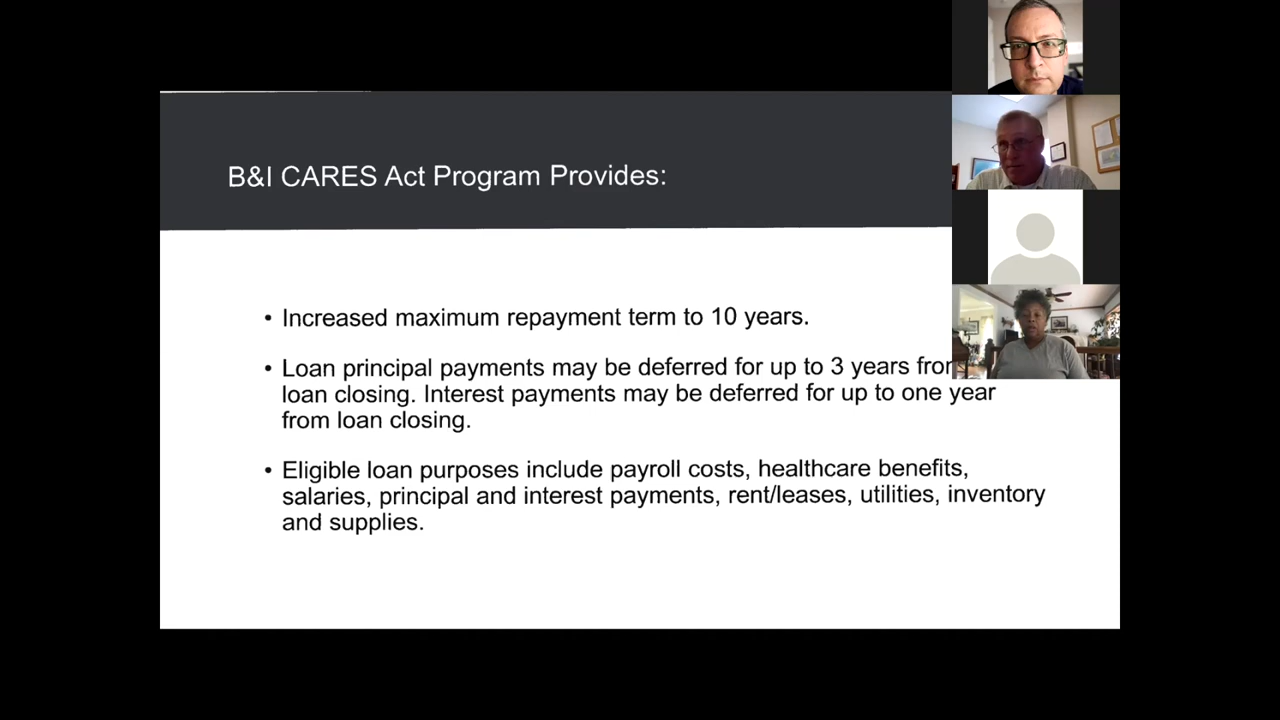 B&I CARES Act Program Provides:
• Increased maximum repayment term to 10 years.
• Loan principal payments may be deferred for up to 3 years
loan closing. Interest payments may be deferred for up to one year
from loan closing.
• Eligible loan purposes include payroll costs, healthcare benefits,
salaries, principal and interest payments, rent/leases, utilities, inventory
and supplies.